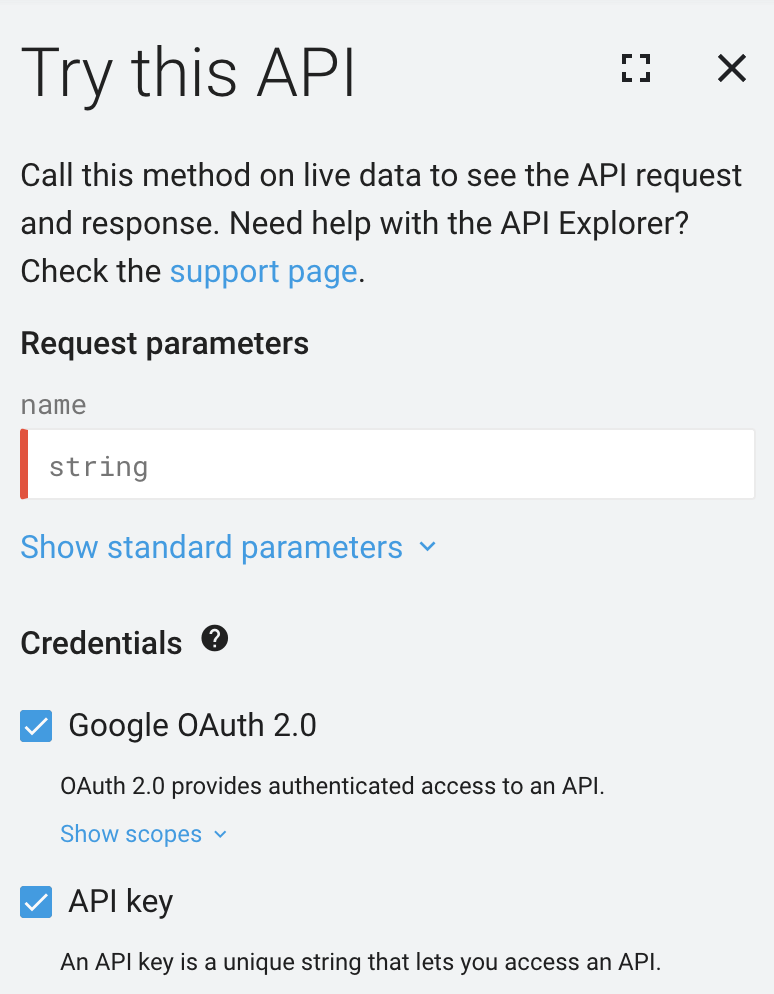 Try this API
Call this method on live data to see the API request
and response. Need help with the API Explorer?
Check the support page.
Request parameters
name
string
Show standard parameters
Credentials
Google OAuth 2.0
OAuth 2.0 provides authenticated access to an API.
Show scopes
API key
An API key is a unique string that lets you access an API.